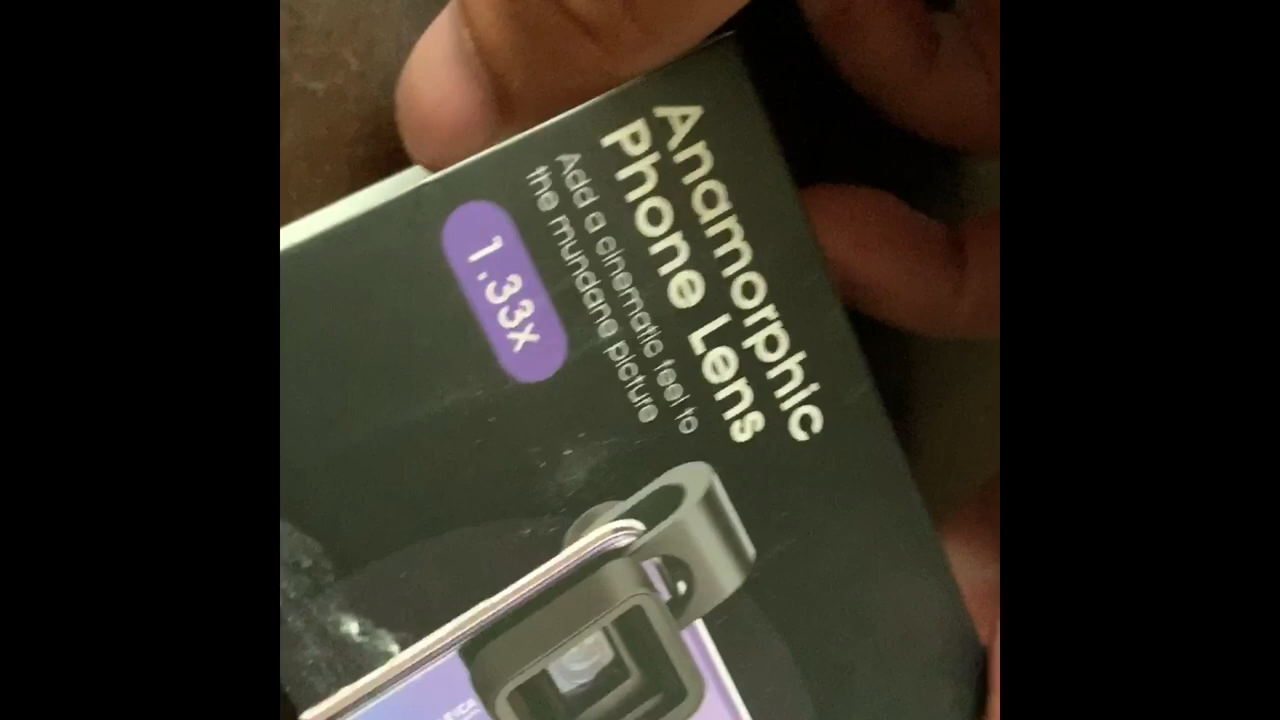 Anamorphic
Phone Lens
Add a cinematic feel to
the mundane picture
1.33x